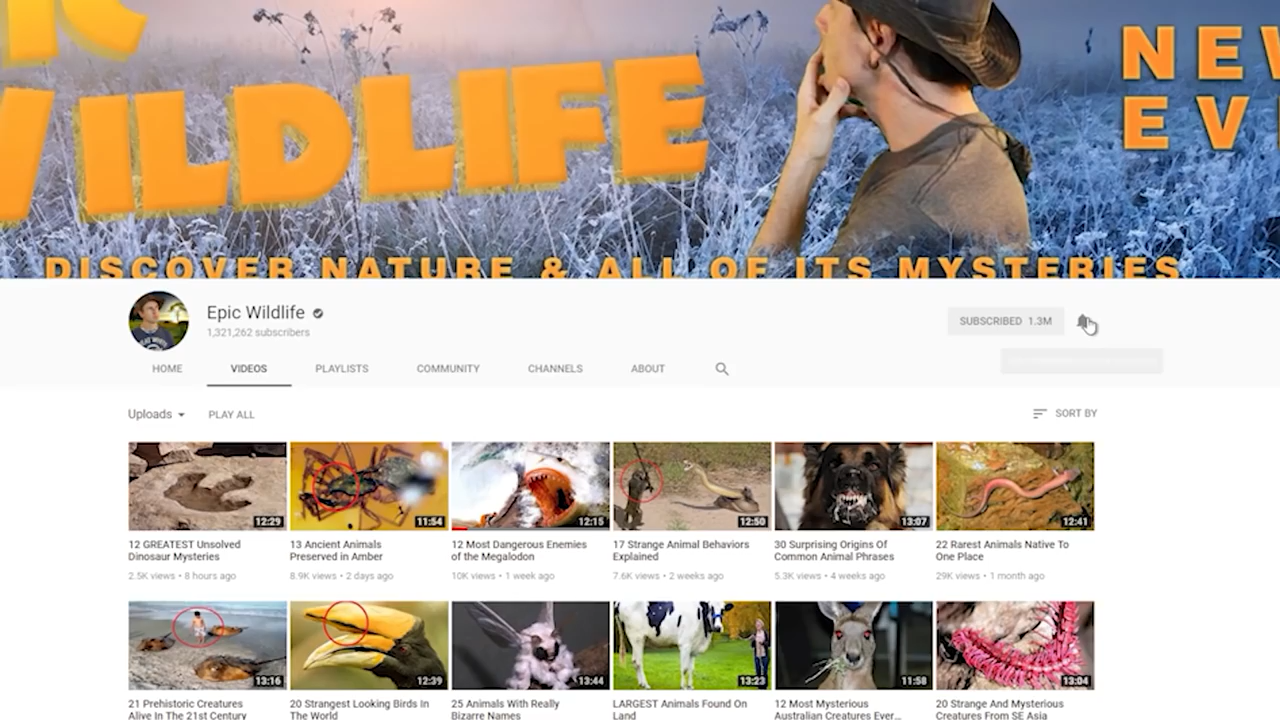 WILDLIFE
NEW
EV
DISCOVER NATURE & ALL OF ITS MYSTERIES
Epic Wildlife
1,321,262 subscribers
SUBSCRIBED 1.3M
HOME VIDEOS PLAYLISTS COMMUNITY CHANNELS ABOUT
Uploads PLAY ALL SORT BY
12:29 11:54 12:15 12:50 13:07 12:41
12 GREATEST Unsolved Dinosaur Mysteries
2.5K views • 8 hours ago
13 Ancient Animals Preserved in Amber
8.9K views • 2 days ago
12 Most Dangerous Enemies of the Megalodon
10K views • 1 week ago
17 Strange Animal Behaviors Explained
7.6K views • 2 weeks ago
30 Surprising Origins Of Common Animal Phrases
5.3K views • 4 weeks ago
22 Rarest Animals Native To One Place
29K views • 1 month ago
13:16 12:39 13:44 13:23 11:58 13:04
21 Prehistoric Creatures Alive In The 21st Century
20 Strangest Looking Birds In The World
25 Animals With Really Bizarre Names
LARGEST Animals Found On Land
12 Most Mysterious Australian Creatures Ever...
20 Strange And Mysterious Creatures From SE Asia